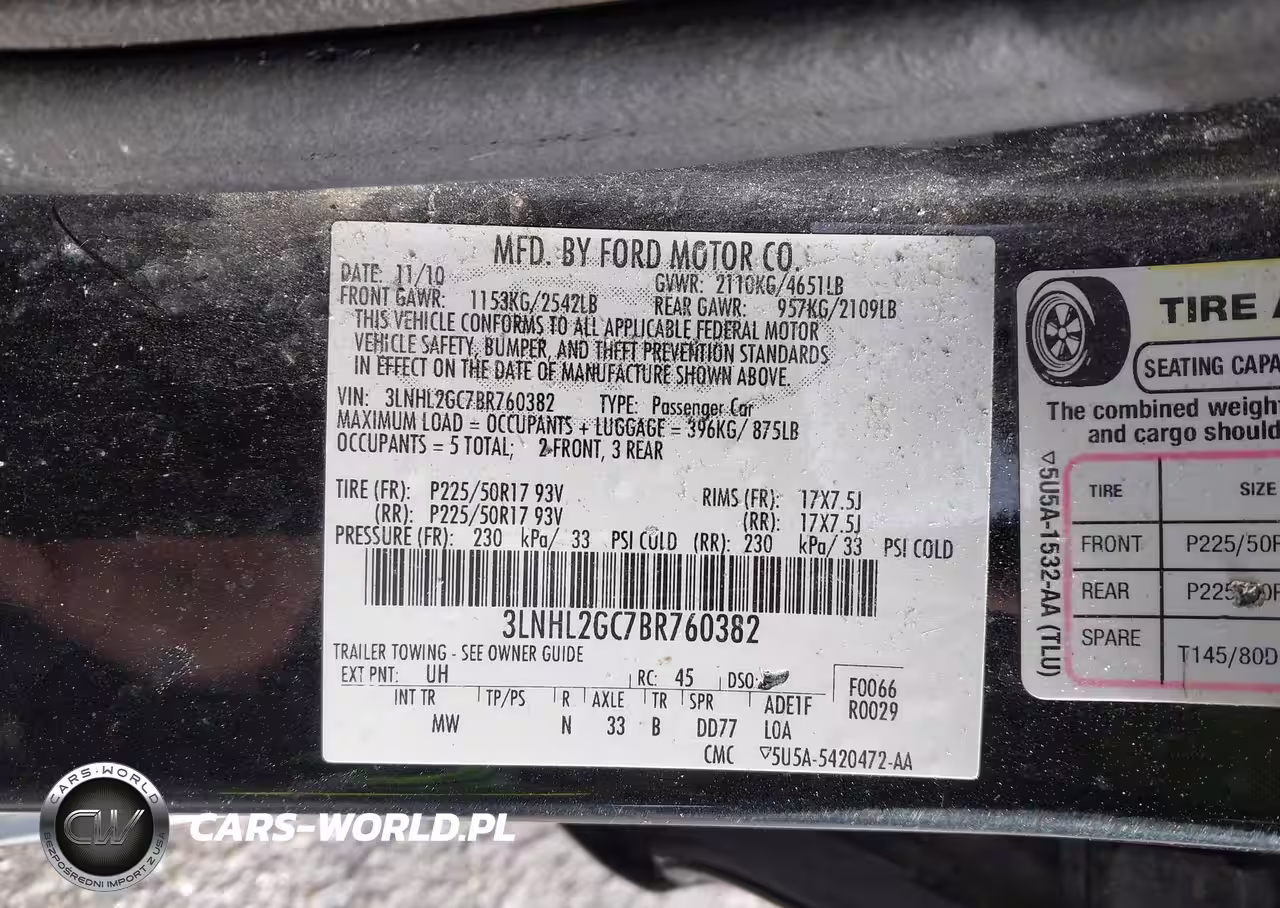 MFD. BY FORD MOTOR CO.
DATE: 11/10 GVWR: 2110KG/4651LB
FRONT GAWR: 1153KG/2542LB REAR GAWR: 957KG/2109LB
THIS VEHICLE CONFORMS TO ALL APPLICABLE FEDERAL MOTOR
VEHICLE SAFETY, BUMPER, AND THEFT PREVENTION STANDARDS
IN EFFECT ON THE DATE OF MANUFACTURE SHOWN ABOVE.
VIN: 3LNHL2GC7BR760382 TYPE: Passenger Car
MAXIMUM LOAD = OCCUPANTS + LUGGAGE = 396KG/ 875LB
OCCUPANTS = 5 TOTAL; 2 FRONT, 3 REAR
TIRE (FR): P225/50R17 93V RIMS (FR): 17X7.5J
(RR): P225/50R17 93V (RR): 17X7.5J
PRESSURE (FR): 230 kPa/ 33 PSI COLD (RR): 230 kPa/ 33 PSI COLD
3LNHL2GC7BR760382
TRAILER TOWING - SEE OWNER GUIDE
EXT PNT: UH RC: 45 DSO:
F0066
R0029
INT TR TP/PS R AXLE TR SPR ADE1F
MW N 33 B DD77 LOA
CMC ▽5U5A-5420472-AA
TIRE A
SEATING CAPA
The combined weight
and cargo should
TIRE SIZE
FRONT P225/50R
REAR P225
SPARE T145/80D
▽5U5A-1532-AA (TLU)
CARS-WORLD
CW
BEZPOŚREDNI IMPORT Z USA
CARS-WORLD.PL